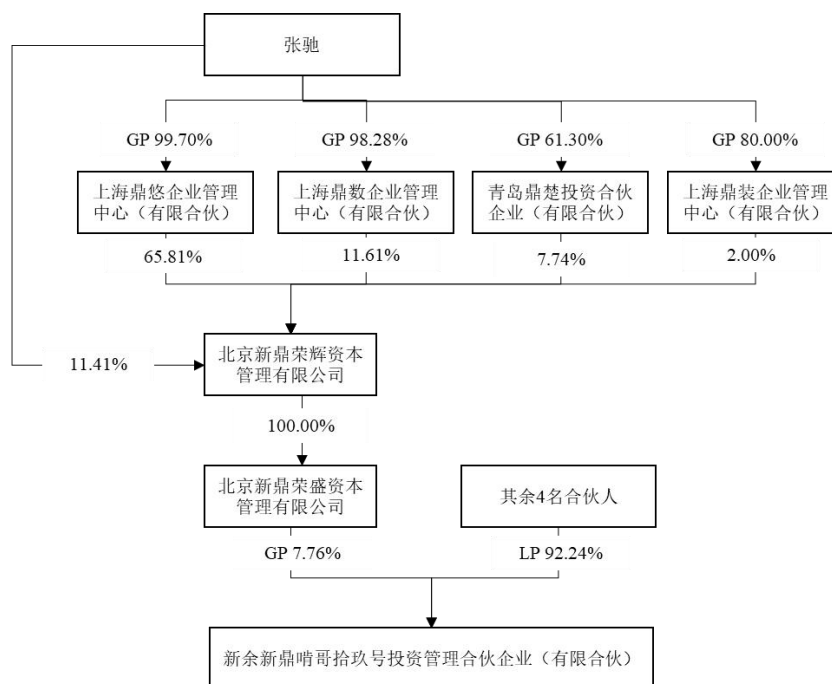 张驰
GP 99.70%
GP 98.28%
GP 61.30%
GP 80.00%
上海鼎悠企业管理
中心（有限合伙）
上海鼎数企业管理
中心（有限合伙）
青岛鼎楚投资合伙
企业（有限合伙）
上海鼎装企业管理
中心（有限合伙）
65.81%
11.61%
7.74%
2.00%
11.41%
北京新鼎荣辉资本
管理有限公司
100.00%
北京新鼎荣盛资本
管理有限公司
其余4名合伙人
GP 7.76%
LP 92.24%
新余新鼎啃哥拾玖号投资管理合伙企业（有限合伙）